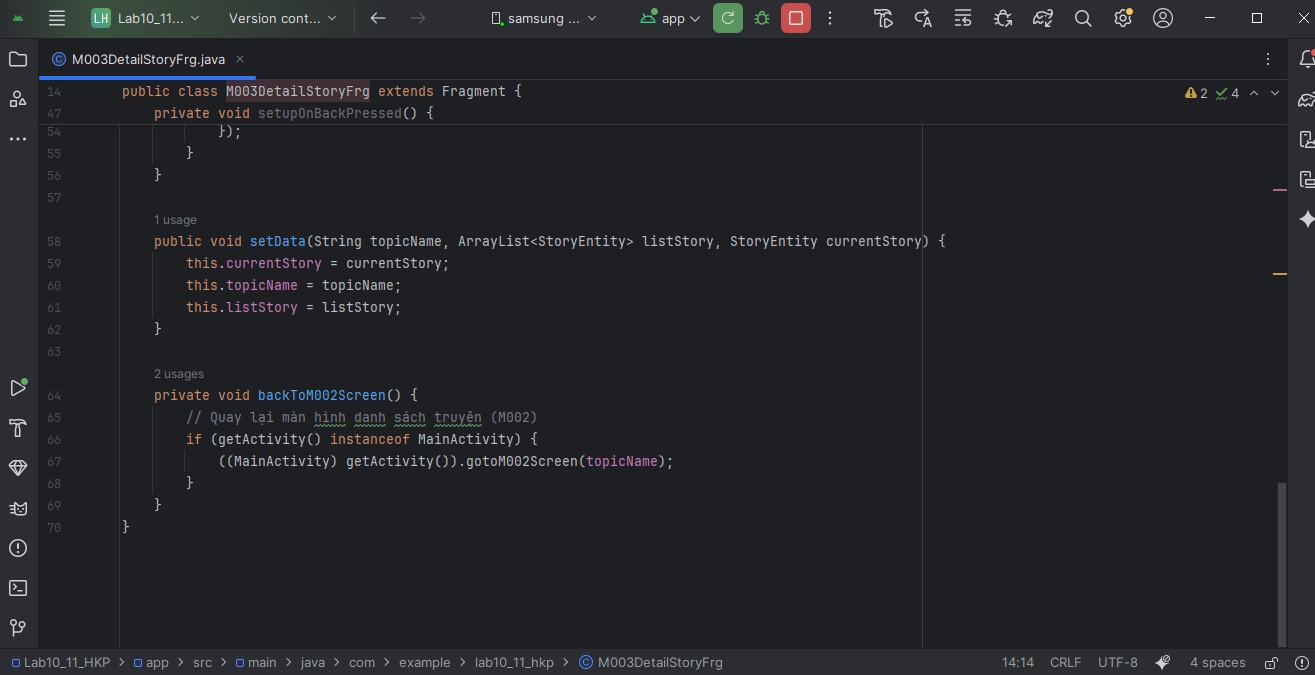 LH Lab10_11... Version cont... samsung ... app
M003DetailStoryFrg.java
14 public class M003DetailStoryFrg extends Fragment { 2 4
47 private void setupOnBackPressed() {
54 });
55 }
56 }
57
1 usage
58 public void setData(String topicName, ArrayList<StoryEntity> listStory, StoryEntity currentStory) {
59 this.currentStory = currentStory;
60 this.topicName = topicName;
61 this.listStory = listStory;
62 }
63
2 usages
64 private void backToM002Screen() {
65 // Quay lại màn hình danh sách truyện (M002)
66 if (getActivity() instanceof MainActivity) {
67 ((MainActivity) getActivity()).gotoM002Screen(topicName);
68 }
69 }
70 }
Lab10_11_HKP > app > src > main > java > com > example > lab10_11_hkp > M003DetailStoryFrg 14:14 CRLF UTF-8 4 spaces